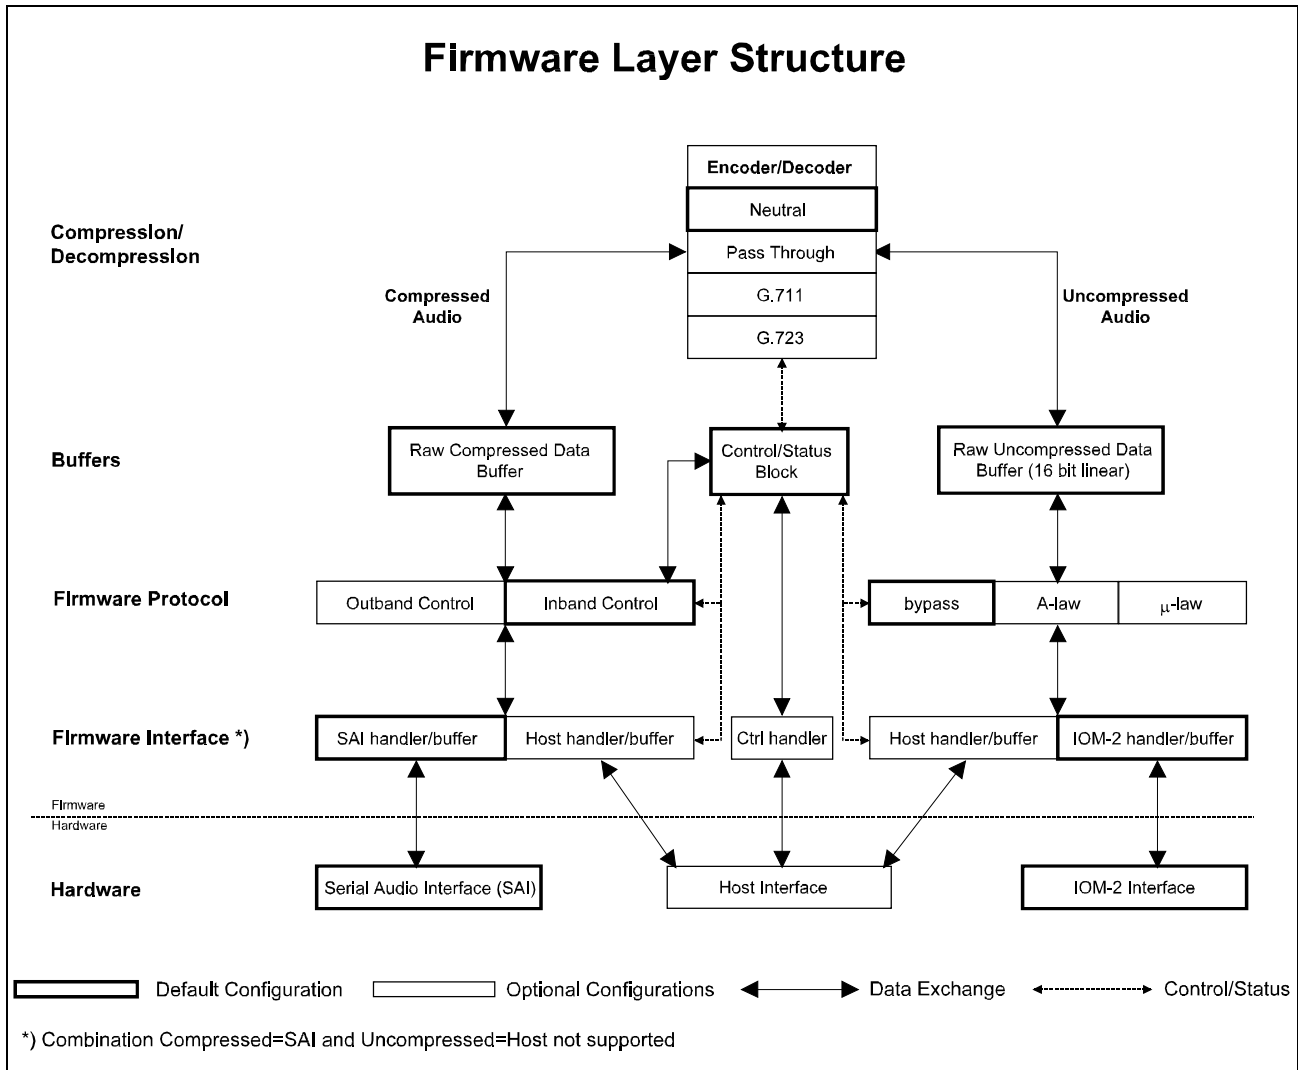 Firmware Layer Structure
Encoder/Decoder
Neutral
Compression/
Decompression
Pass Through
G.711
G.723
Compressed
Audio
Uncompressed
Audio
Buffers
Raw Compressed Data
Buffer
Control/Status
Block
Raw Uncompressed Data
Buffer (16 bit linear)
FIrmware Protocol
Outband Control
Inband Control
bypass
A-law
μ-law
FIrmware Interface *)
SAI handler/buffer
Host handler/buffer
Ctrl handler
Host handler/buffer
IOM-2 handler/buffer
FIrmware
Hardware
Hardware
Serial Audio Interface (SAI)
Host Interface
IOM-2 Interface
Default Configuration
Optional Configurations
Data Exchange
Control/Status
*) Combination Compressed=SAI and Uncompressed=Host not supported